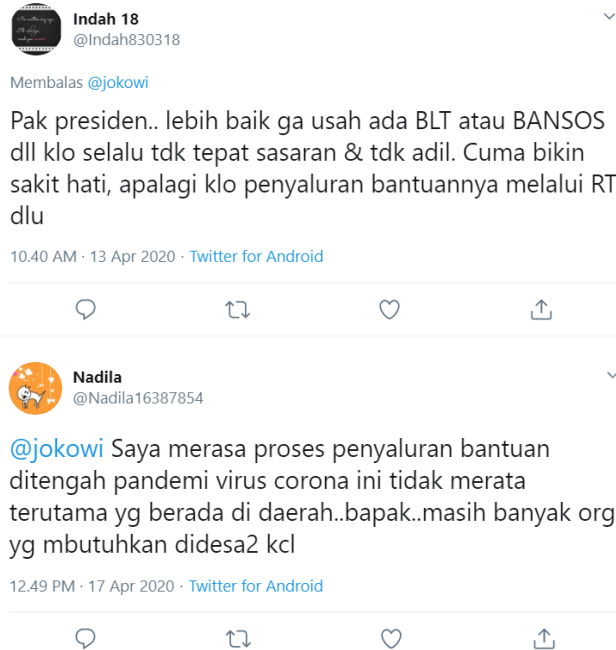 Indah 18
@Indah830318
Membalas @jokowi
Pak presiden.. lebih baik ga usah ada BLT atau BANSOS
dll klo selalu tdk tepat sasaran & tdk adil. Cuma bikin
sakit hati, apalagi klo penyaluran bantuannya melalui RT
dlu
10.40 AM · 13 Apr 2020 · Twitter for Android
Nadila
@Nadila16387854
@jokowi Saya merasa proses penyaluran bantuan
ditengah pandemi virus corona ini tidak merata
terutama yg berada di daerah..bapak..masih banyak org
yg mbutuhkan didesa2 kcl
12.49 PM · 17 Apr 2020 · Twitter for Android